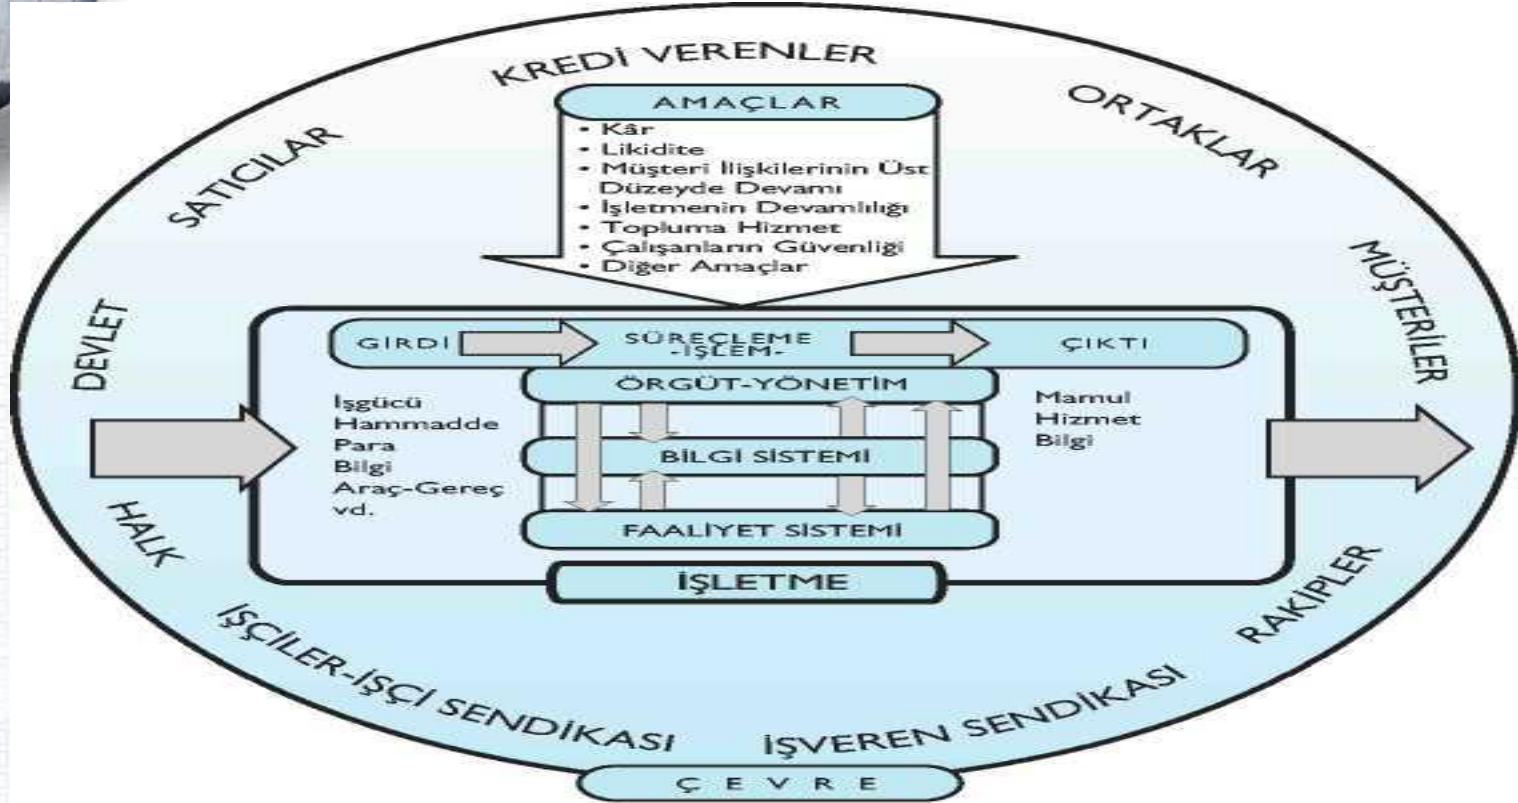 KREDİ VERENLER
ORTAKLAR
SATICILAR
MÜŞTERİLER
DEVLET
HALK
İŞÇİLER-İŞÇİ SENDİKASI
İŞVEREN SENDİKASI
RAKİPLER
AMAÇLAR
• Kâr
• Likidite
• Müşteri İlişkilerinin Üst
Düzeyde Devamı
• İşletmenin Devamlılığı
• Topluma Hizmet
• Çalışanların Güvenliği
• Diğer Amaçlar
GİRDİ
SÜREÇLEME
-İŞLEM-
ÇIKTI
İşgücü
Hammadde
Para
Bilgi
Araç-Gereç
vd.
ÖRGÜT-YÖNETİM
BİLGİ SİSTEMİ
FAALİYET SİSTEMİ
Mamul
Hizmet
Bilgi
İŞLETME
ÇEVRE